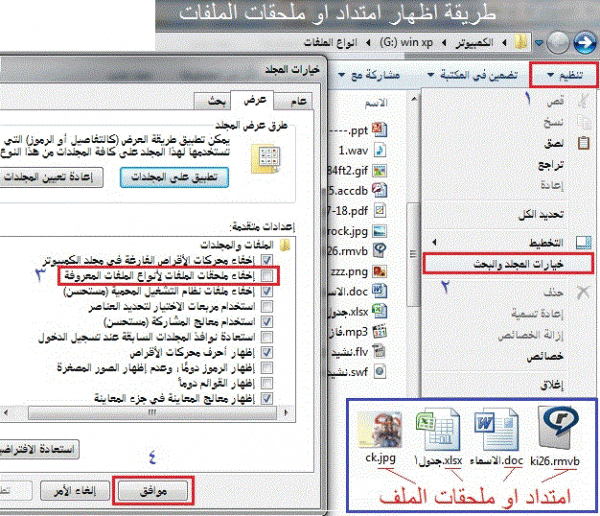 طريقة اظهار امتداد او ملحقات الملفات
الكمبيوتر ◂ win xp (G:) ◂ انواع الملفات
تنظيم
تضمين في المكتبة
مشاركة مع
١
قص
نسخ
لصق
تراجع
إعادة
تحديد الكل
التخطيط
خيارات المجلد والبحث
٢
حذف
إعادة تسمية
إزالة الخصائص
خصائص
إغلاق
الاسم
----.ppt
1.wav
84ft2.gif
5.accdb
7-18.pdf
rock.jpg
ki26.rmvb
zzz.png
الاسماء.doc
جدول.xlsx
فاز.mp3
نشيد.flv
نشيد.swf
خيارات المجلد
عام
عرض
بحث
طرق عرض المجلد
يمكن تطبيق طريقة العرض (كالتفاصيل أو الرموز) التي
تستخدمها لهذا المجلد على كافة المجلدات من هذا النوع
تطبيق على المجلدات
إعادة تعيين المجلدات
إعدادات متقدمة:
الملفات والمجلدات
إخفاء محركات الأقراص الفارغة في مجلد الكمبيوتر
إخفاء ملحقات الملفات لأنواع الملفات المعروفة
٣
إخفاء ملفات نظام التشغيل المحمية (مستحسن)
استخدام مربعات الاختيار لتحديد العناصر
استخدام معالج المشاركة (مستحسن)
استعادة نوافذ المجلدات السابقة عند تسجيل الدخول
إظهار أحرف محركات الأقراص
إظهار الرموز دومًا، وعدم إظهار الصور المصغرة
إظهار القوائم دوماً
إظهار معالج المعاينة في جزء المعاينة
استعادة الافتراضي
٤
موافق
إلغاء الأمر
ki26.rmvb
الاسماء.doc
جدول١.xlsx
ck.jpg
امتداد او ملحقات الملف